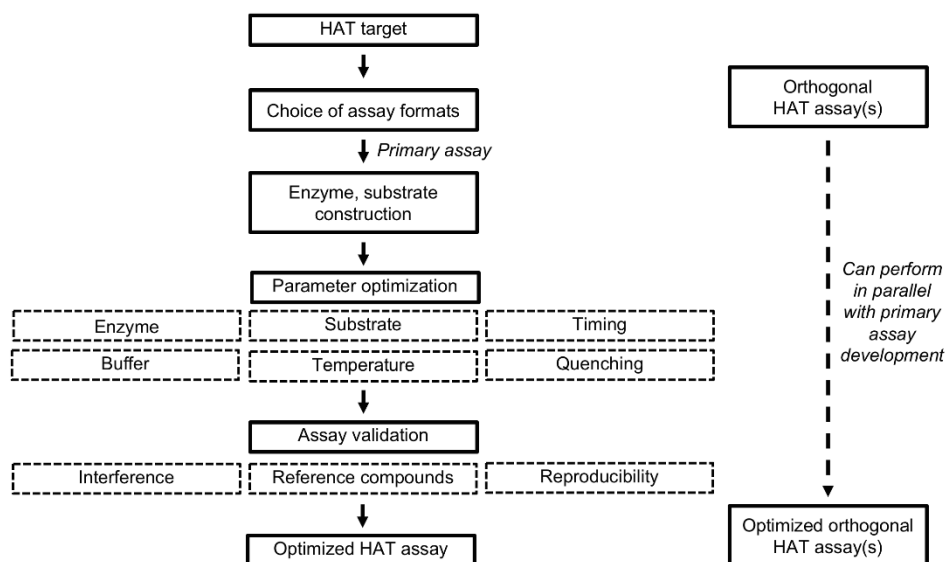 HAT target
Choice of assay formats
Primary assay
Enzyme, substrate
construction
Parameter optimization
Enzyme
Substrate
Timing
Buffer
Temperature
Quenching
Assay validation
Interference
Reference compounds
Reproducibility
Optimized HAT assay
Orthogonal
HAT assay(s)
Can perform
in parallel
with primary
assay
development
Optimized orthogonal
HAT assay(s)